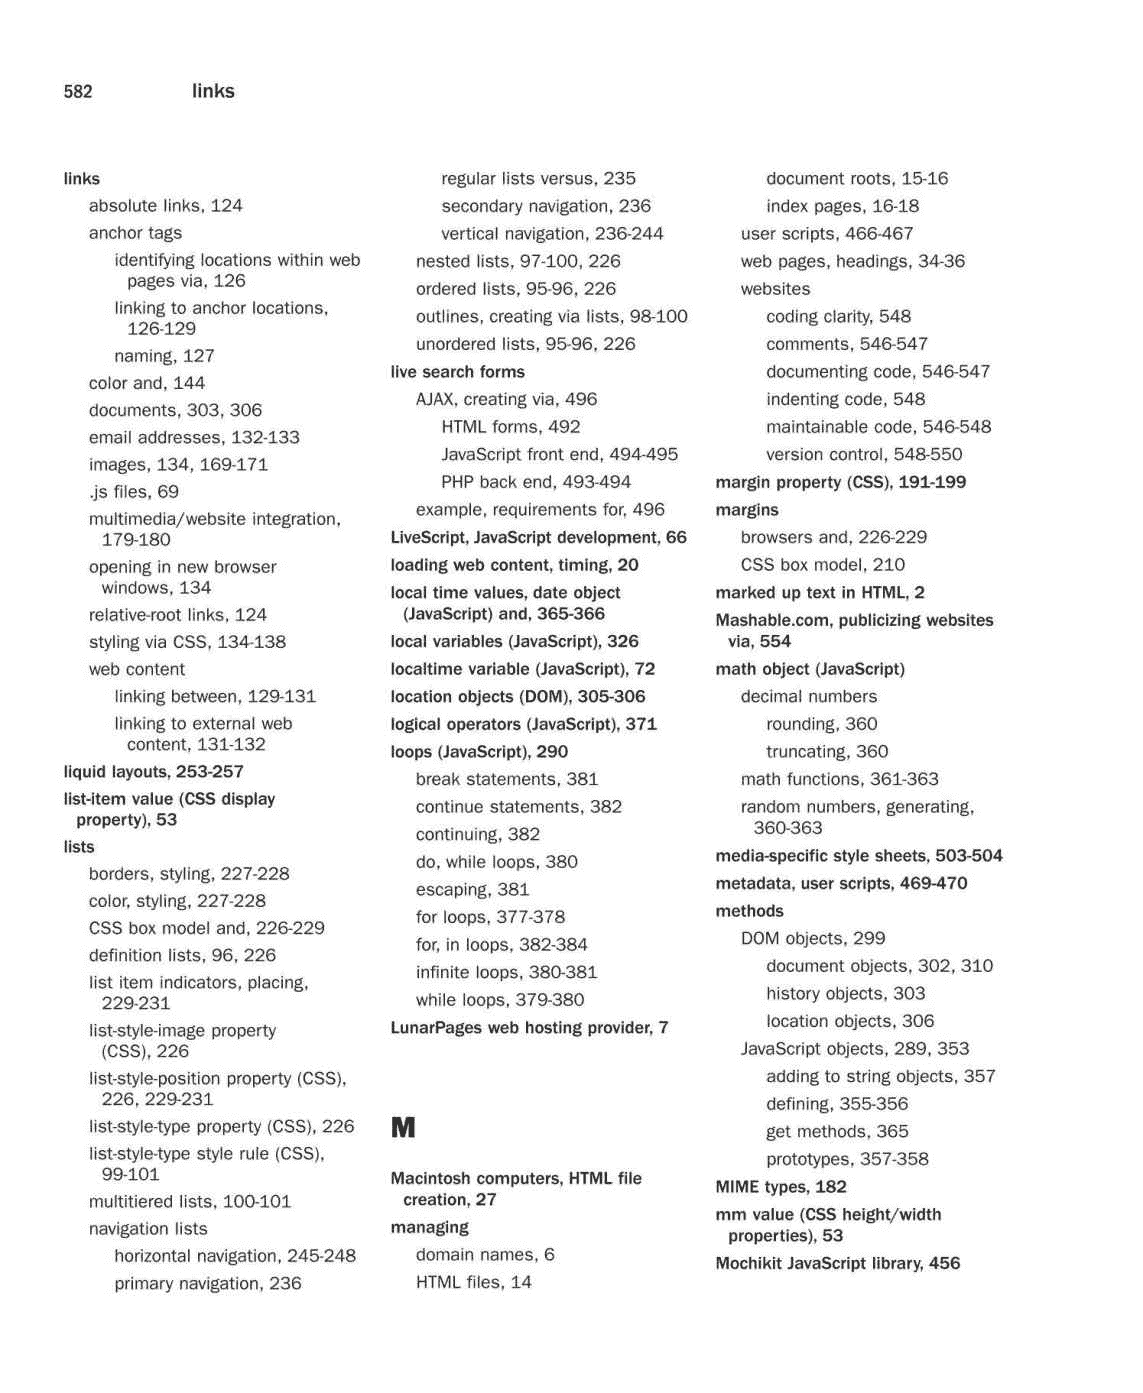 582 links
links
absolute links, 124
anchor tags
identifying locations within web
pages via, 126
linking to anchor locations,
126-129
naming, 127
color and, 144
documents, 303, 306
email addresses, 132-133
images, 134, 169-171
.js files, 69
multimedia/website integration,
179-180
opening in new browser
windows, 134
relative-root links, 124
styling via CSS, 134-138
web content
linking between, 129-131
linking to external web
content, 131-132
liquid layouts, 253-257
list-item value (CSS display
property), 53
lists
borders, styling, 227-228
color, styling, 227-228
CSS box model and, 226-229
definition lists, 96, 226
list item indicators, placing,
229-231
list-style-image property
(CSS), 226
list-style-position property (CSS),
226, 229-231
list-style-type property (CSS), 226
list-style-type style rule (CSS),
99-101
multitiered lists, 100-101
navigation lists
horizontal navigation, 245-248
primary navigation, 236
regular lists versus, 235
secondary navigation, 236
vertical navigation, 236-244
nested lists, 97-100, 226
ordered lists, 95-96, 226
outlines, creating via lists, 98-100
unordered lists, 95-96, 226
live search forms
AJAX, creating via, 496
HTML forms, 492
JavaScript front end, 494-495
PHP back end, 493-494
example, requirements for, 496
LiveScript, JavaScript development, 66
loading web content, timing, 20
local time values, date object
(JavaScript) and, 365-366
local variables (JavaScript), 326
localtime variable (JavaScript), 72
location objects (DOM), 305-306
logical operators (JavaScript), 371
loops (JavaScript), 290
break statements, 381
continue statements, 382
continuing, 382
do, while loops, 380
escaping, 381
for loops, 377-378
for, in loops, 382-384
infinite loops, 380-381
while loops, 379-380
LunarPages web hosting provider, 7
M
Macintosh computers, HTML file
creation, 27
managing
domain names, 6
HTML files, 14
document roots, 15-16
index pages, 16-18
user scripts, 466-467
web pages, headings, 34-36
websites
coding clarity, 548
comments, 546-547
documenting code, 546-547
indenting code, 548
maintainable code, 546-548
version control, 548-550
margin property (CSS), 191-199
margins
browsers and, 226-229
CSS box model, 210
marked up text in HTML, 2
Mashable.com, publicizing websites
via, 554
math object (JavaScript)
decimal numbers
rounding, 360
truncating, 360
math functions, 361-363
random numbers, generating,
360-363
media-specific style sheets, 503-504
metadata, user scripts, 469-470
methods
DOM objects, 299
document objects, 302, 310
history objects, 303
location objects, 306
JavaScript objects, 289, 353
adding to string objects, 357
defining, 355-356
get methods, 365
prototypes, 357-358
MIME types, 182
mm value (CSS height/width
properties), 53
Mochikit JavaScript library, 456